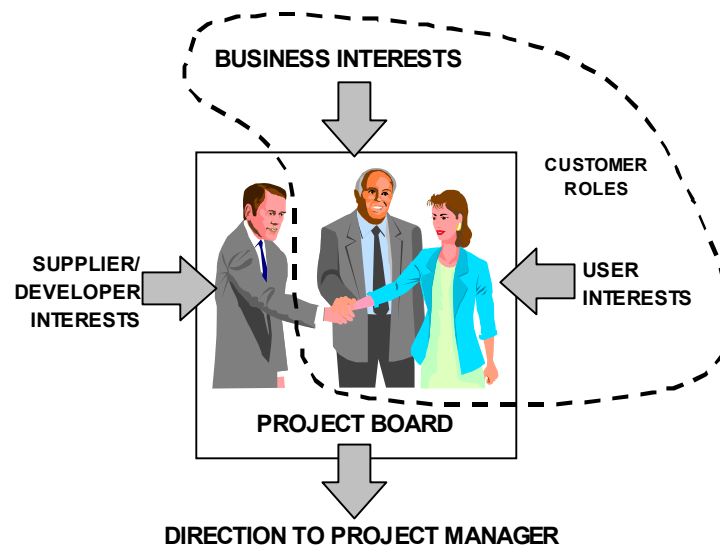 BUSINESS INTERESTS
CUSTOMER
ROLES
SUPPLIER/
DEVELOPER
INTERESTS
USER
INTERESTS
PROJECT BOARD
DIRECTION TO PROJECT MANAGER